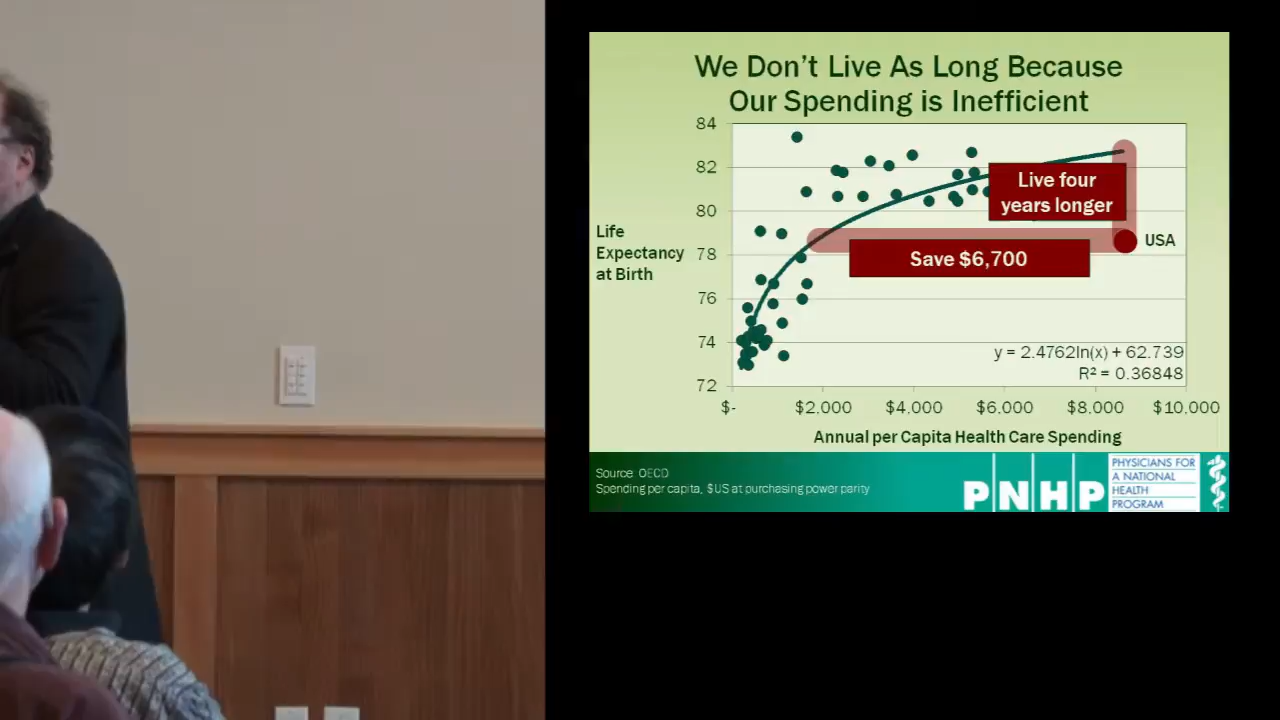 We Don't Live As Long Because
Our Spending is Inefficient
84
82
80
78
76
74
72
Life
Expectancy
at Birth
Live four
years longer
Save $6,700
USA
y = 2.4762ln(x) + 62.739
R² = 0.36848
$-
$2,000
$4,000
$6,000
$8,000
$10,000
Annual per Capita Health Care Spending
Source: OECD
Spending per capita, $US at purchasing power parity
PNHP
PHYSICIANS FOR
A NATIONAL
HEALTH
PROGRAM